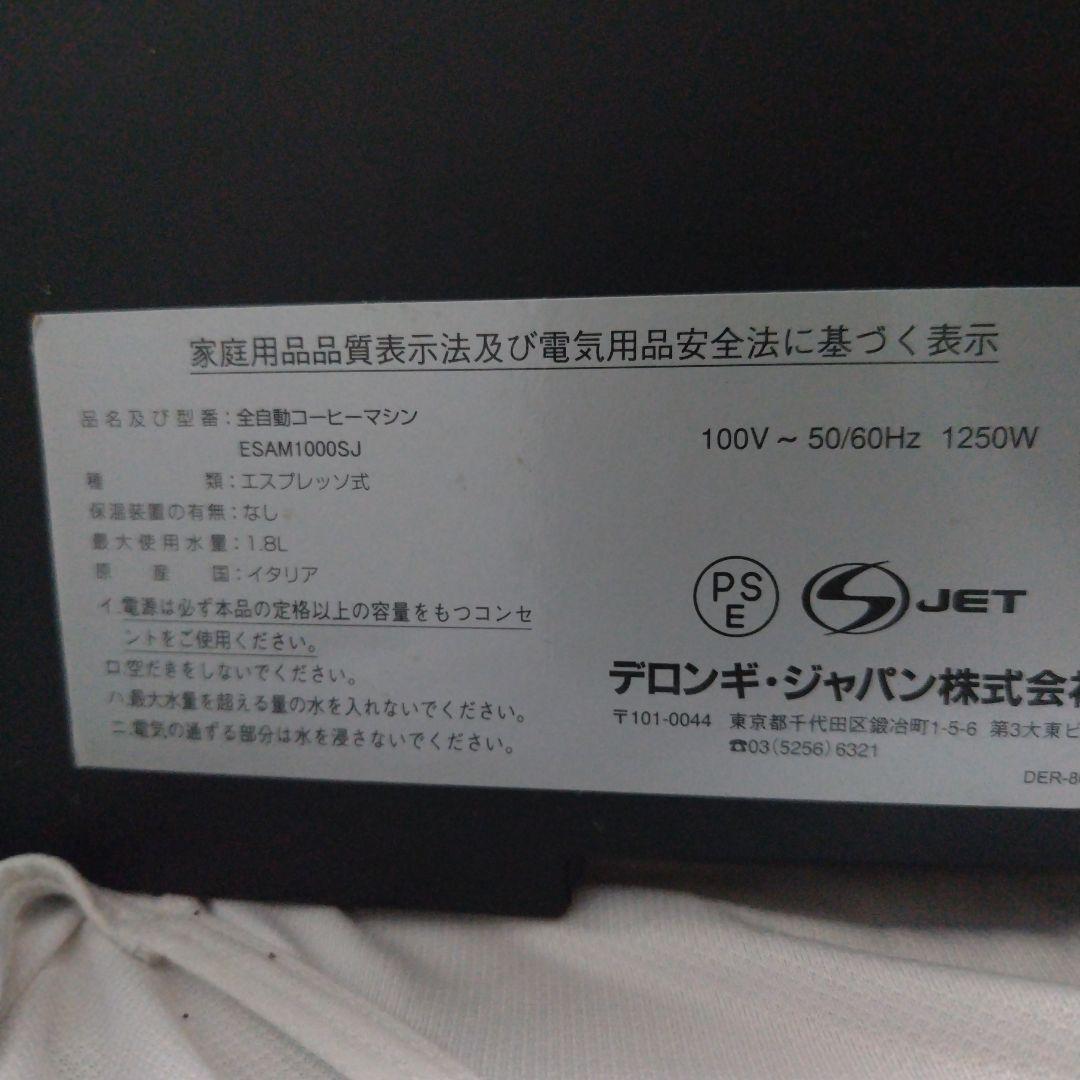 家庭用品品質表示法及び電気用品安全法に基づく表示
品名及び型番：全自動コーヒーマシン
ESAM1000SJ
種類：エスプレッソ式
保温装置の有無：なし
最大使用水量：1.8L
原産国：イタリア
イ.電源は必ず本品の定格以上の容量をもつコンセ
ントをご使用ください。
ロ.空だきをしないでください。
ハ.最大水量を超える量の水を入れないでください。
ニ.電気の通ずる部分は水を浸さないでください。
100V ~ 50/60Hz 1250W
PS
E
S JET
デロンギ・ジャパン株式会社
〒101-0044 東京都千代田区鍛冶町1-5-6 第3大東ビ
☎03(5256)6321
DER-8